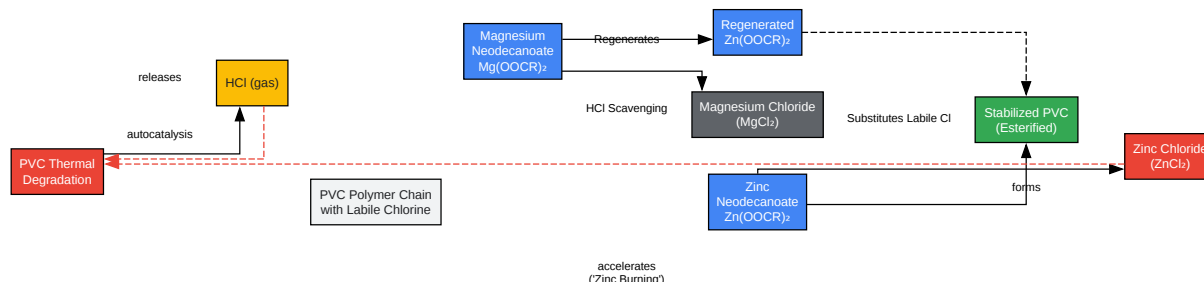 Magnesium
Neodecanoate
Mg(OOCR)₂
Regenerates
Regenerated
Zn(OOCR)₂
releases
HCl (gas)
HCl Scavenging
Magnesium Chloride
(MgCl₂)
Substitutes Labile Cl
Stabilized PVC
(Esterified)
autocatalysis
PVC Thermal
Degradation
Zinc Chloride
(ZnCl₂)
PVC Polymer Chain
with Labile Chlorine
Zinc
Neodecanoate
Zn(OOCR)₂
forms
accelerates
('Zinc Burning')